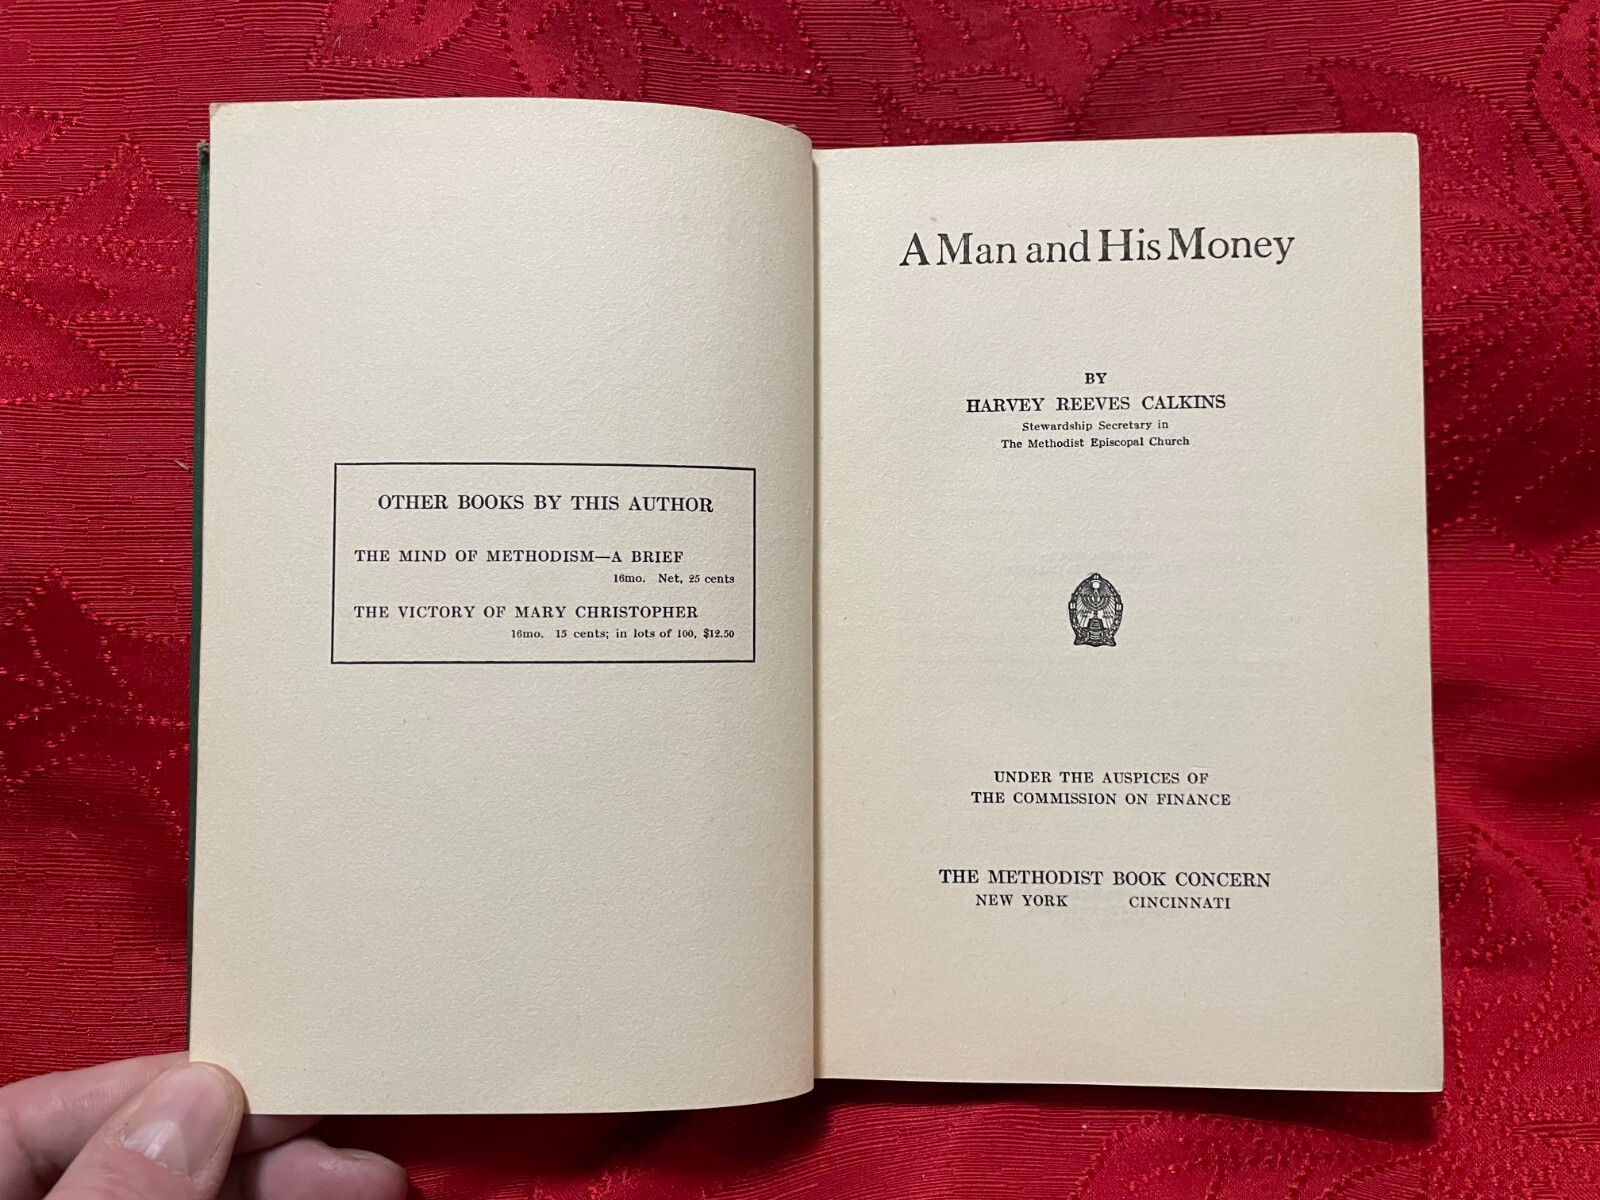 OTHER BOOKS BY THIS AUTHOR
THE MIND OF METHODISM—A BRIEF
16mo. Net, 25 cents
THE VICTORY OF MARY CHRISTOPHER
16mo. 15 cents; in lots of 100, $12.50
A Man and His Money
BY
HARVEY REEVES CALKINS
Stewardship Secretary in
The Methodist Episcopal Church
UNDER THE AUSPICES OF
THE COMMISSION ON FINANCE
THE METHODIST BOOK CONCERN
NEW YORK CINCINNATI